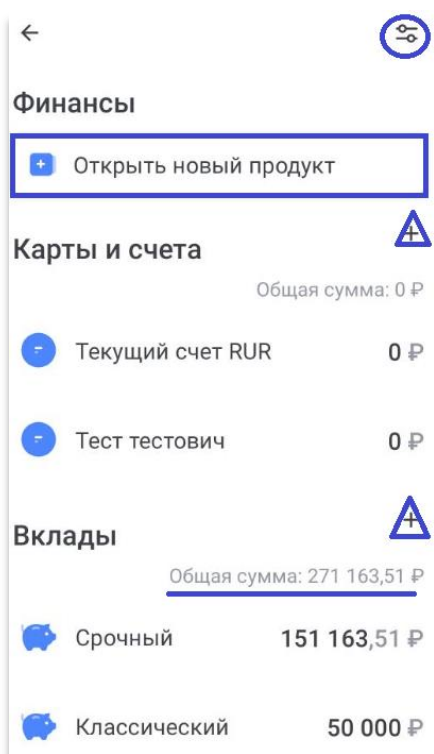 Финансы
Открыть новый продукт
Карты и счета
Общая сумма: 0 ₽
Текущий счет RUR 0 ₽
Тест тестович 0 ₽
Вклады
Общая сумма: 271 163,51 ₽
Срочный 151 163,51 ₽
Классический 50 000 ₽